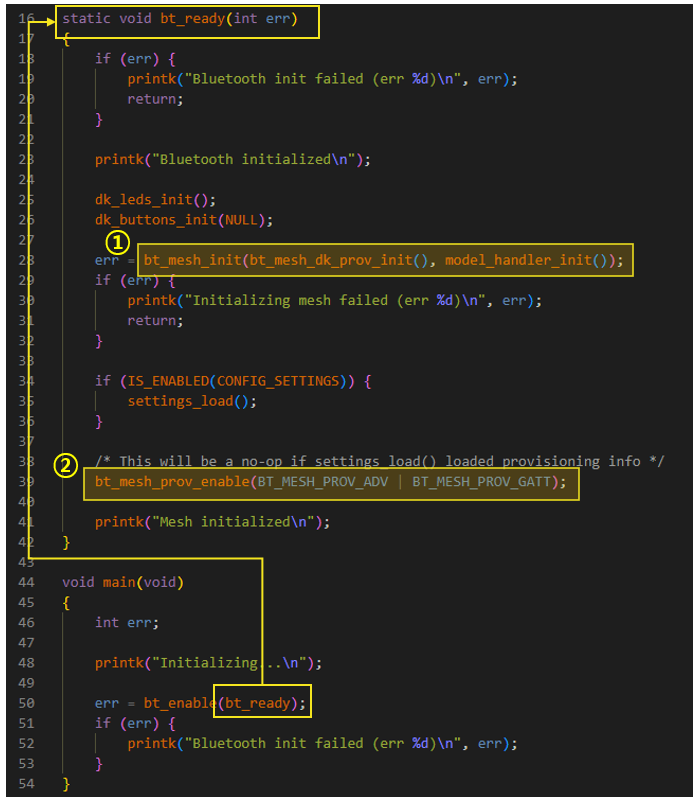 16 static void bt_ready(int err)
17 {
18 if (err) {
19 printk("Bluetooth init failed (err %d)\n", err);
20 return;
21 }
22
23 printk("Bluetooth initialized\n");
24
25 dk_leds_init();
26 dk_buttons_init(NULL);
27
①
28 err = bt_mesh_init(bt_mesh_dk_prov_init(), model_handler_init());
29 if (err) {
30 printk("Initializing mesh failed (err %d)\n", err);
31 return;
32 }
33
34 if (IS_ENABLED(CONFIG_SETTINGS)) {
35 settings_load();
36 }
37
②
38 /* This will be a no-op if settings_load() loaded provisioning info */
39 bt_mesh_prov_enable(BT_MESH_PROV_ADV | BT_MESH_PROV_GATT);
40
41 printk("Mesh initialized\n");
42 }
43
44 void main(void)
45 {
46 int err;
47
48 printk("Initializing...\n");
49
50 err = bt_enable(bt_ready);
51 if (err) {
52 printk("Bluetooth init failed (err %d)\n", err);
53 }
54 }